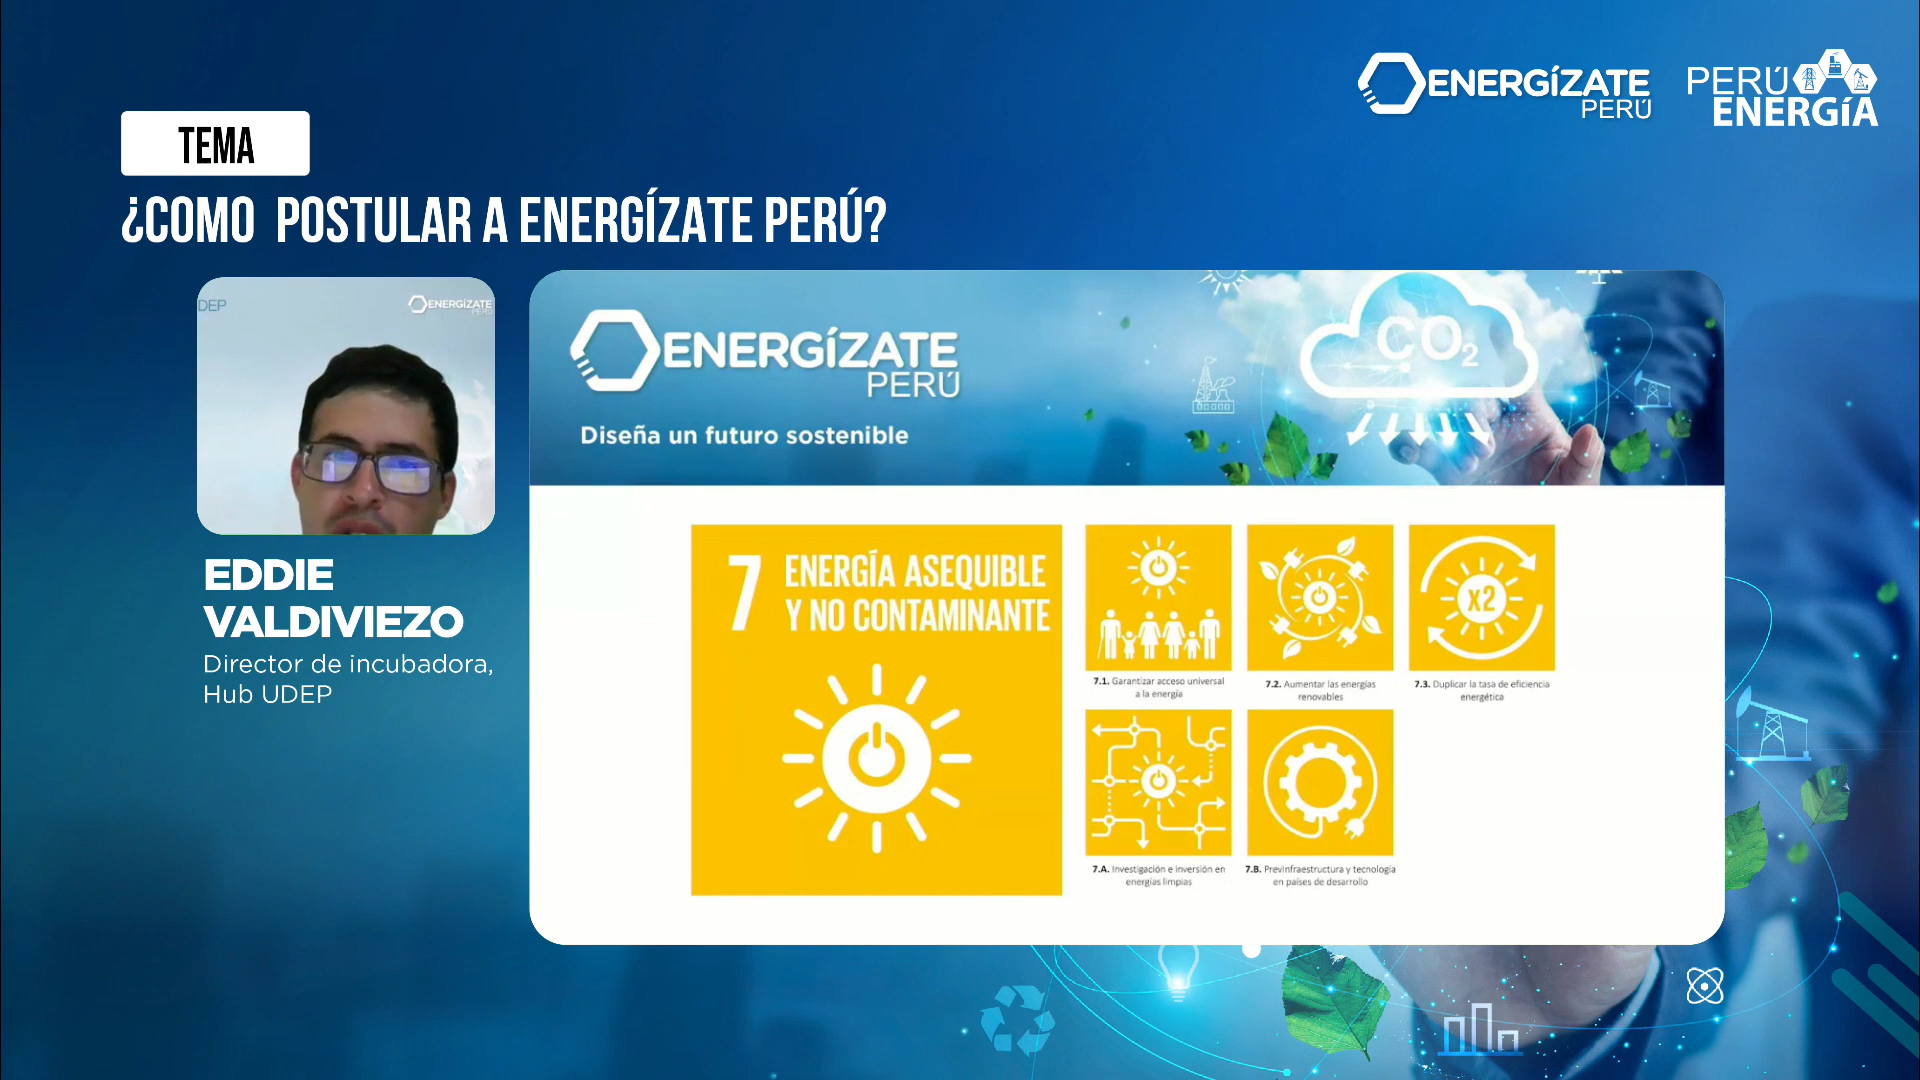 ENERGÍZATE
PERÚ
PERÚ
ENERGÍA
TEMA
¿COMO POSTULAR A ENERGÍZATE PERÚ?
DEP
ENERGÍZATE
PERÚ
EDDIE
VALDIVIEZO
Director de incubadora,
Hub UDEP
ENERGÍZATE
PERÚ
Diseña un futuro sostenible
CO2
7 ENERGÍA ASEQUIBLE
Y NO CONTAMINANTE
X2
7.1. Garantizar acceso universal
a la energía
7.2. Aumentar las energías
renovables
7.3. Duplicar la tasa de eficiencia
energética
7.A. Investigación e inversión en
energías limpias
7.B. Prevlnfraestructura y tecnología
en países de desarrollo